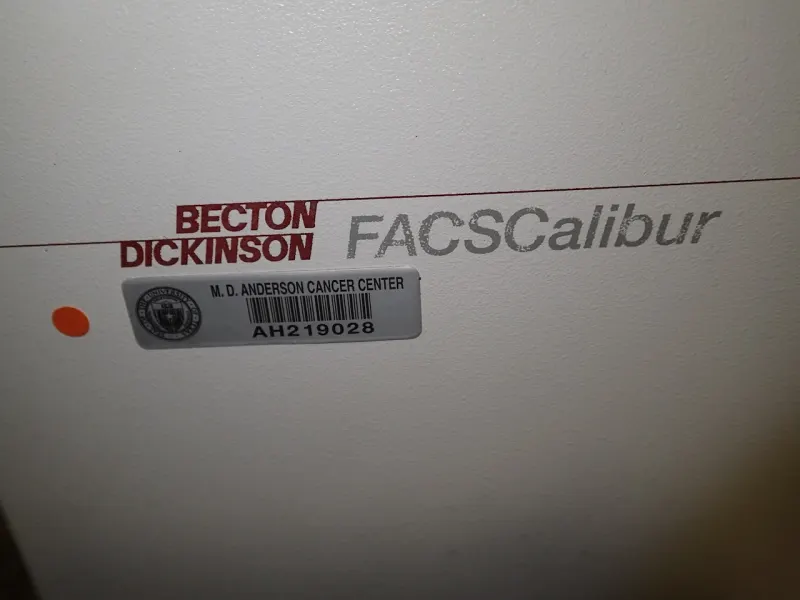 BECTON
DICKINSON
FACSCalibur
M. D. ANDERSON CANCER CENTER
AH219028